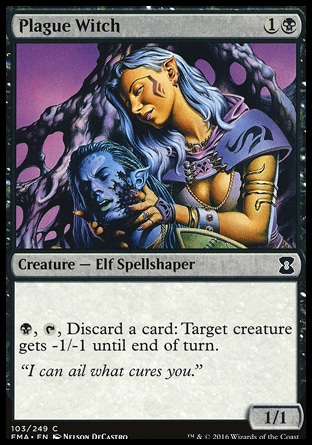 Plague Witch 1
Creature — Elf Spellshaper
, , Discard a card: Target creature
gets -1/-1 until end of turn.
“I can ail what cures you.”
103/249 C
EMA • EN Nelson DeCastro ™ & © 2016 Wizards of the Coast
1/1